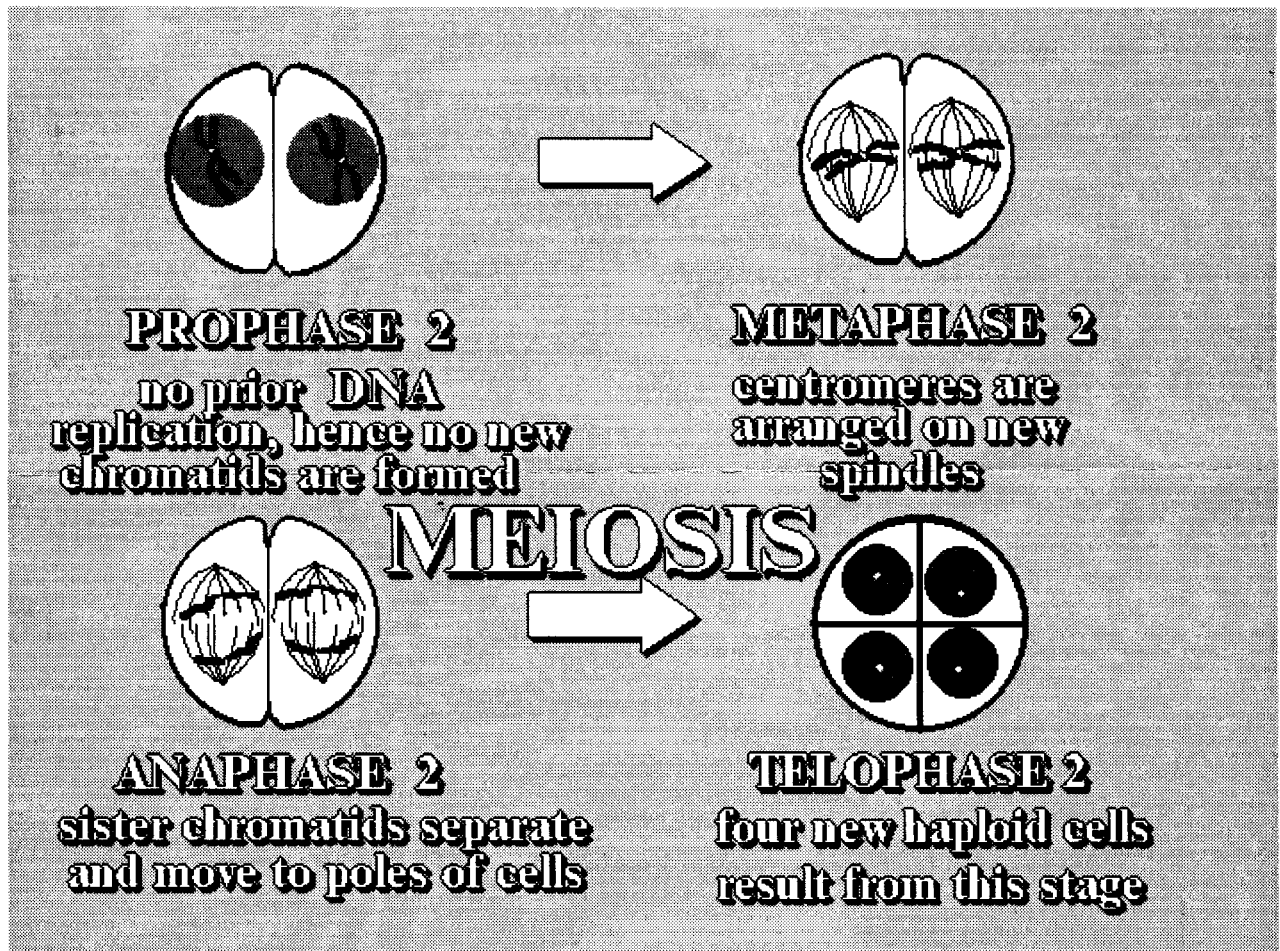 PROPHASE 2
no prior DNA
replication, hence no new
chromatids are formed
METAPHASE 2
centromeres are
arranged on new
spindles
MEIOSIS
ANAPHASE 2
sister chromatids separate
and move to poles of cells
TELOPHASE 2
four new haploid cells
result from this stage